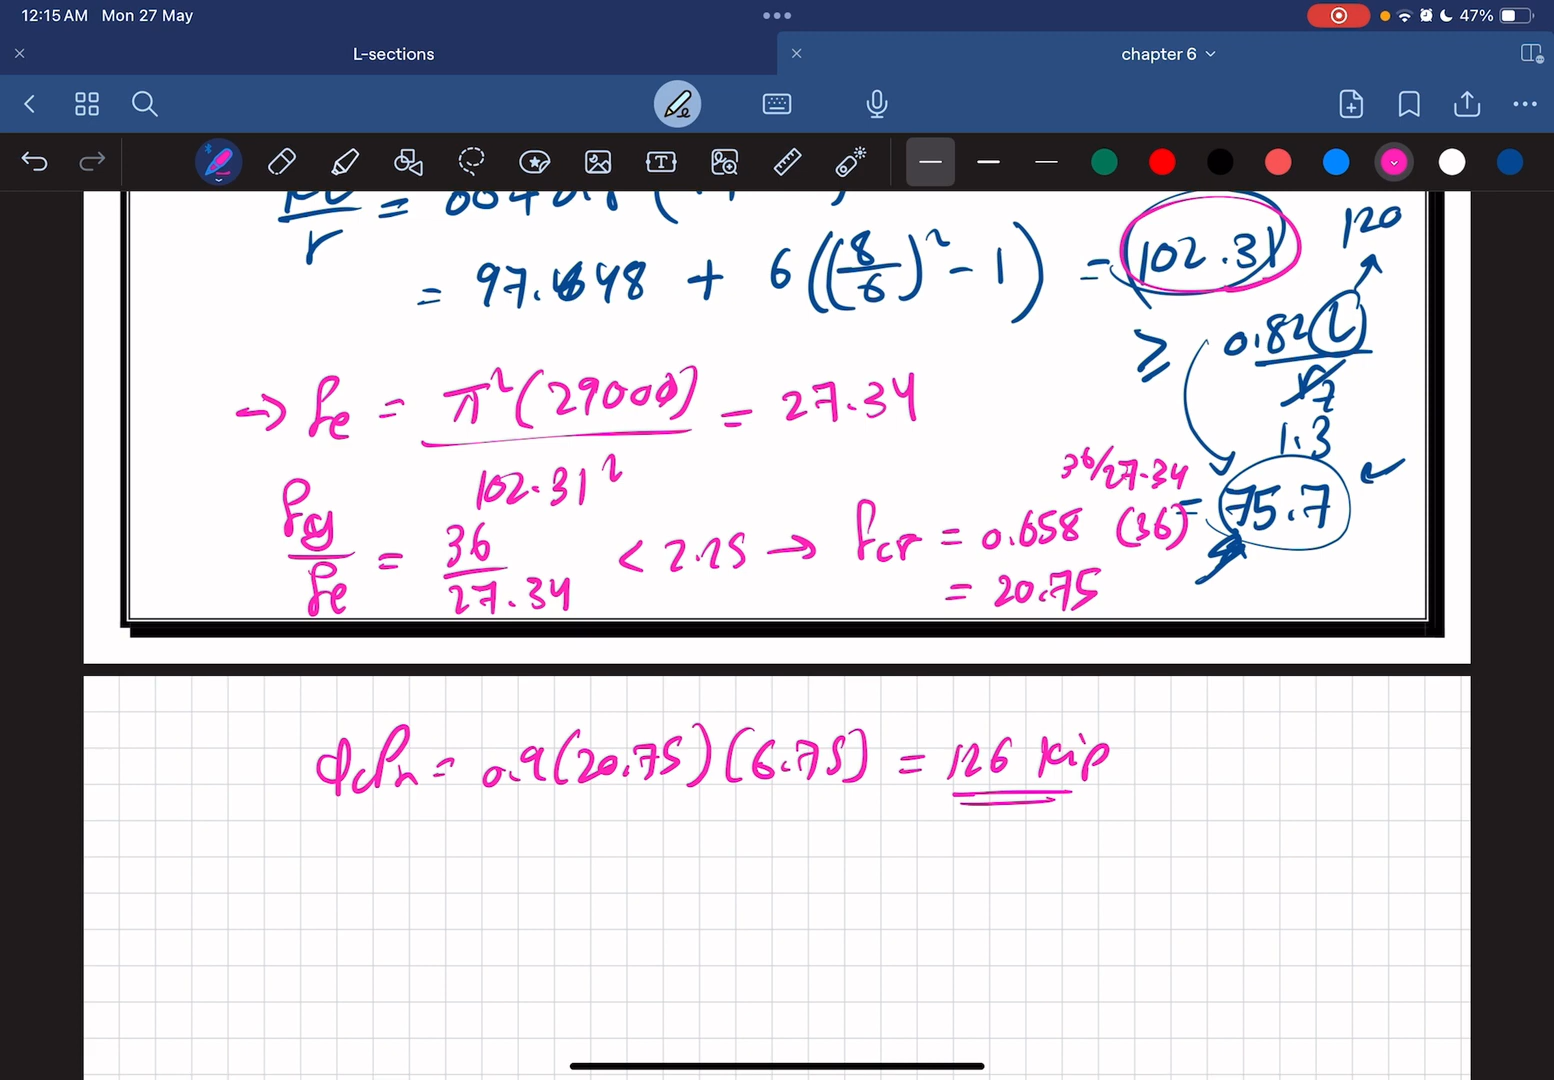 12:15 AM Mon 27 May
47%
L-sections
chapter 6
r =
= 97.648 + 6((8/6)² - 1) = 102.31
120
≥ 0.82 L
1.3
= 75.7
→ Fe = π²(29000) / 102.31² = 27.34
Fy/Fe = 36/27.34 < 2.25 → Fcr = 0.658^(36/27.34) (36)
= 20.75
ΦcPn = 0.9(20.75)(6.75) = 126 kip